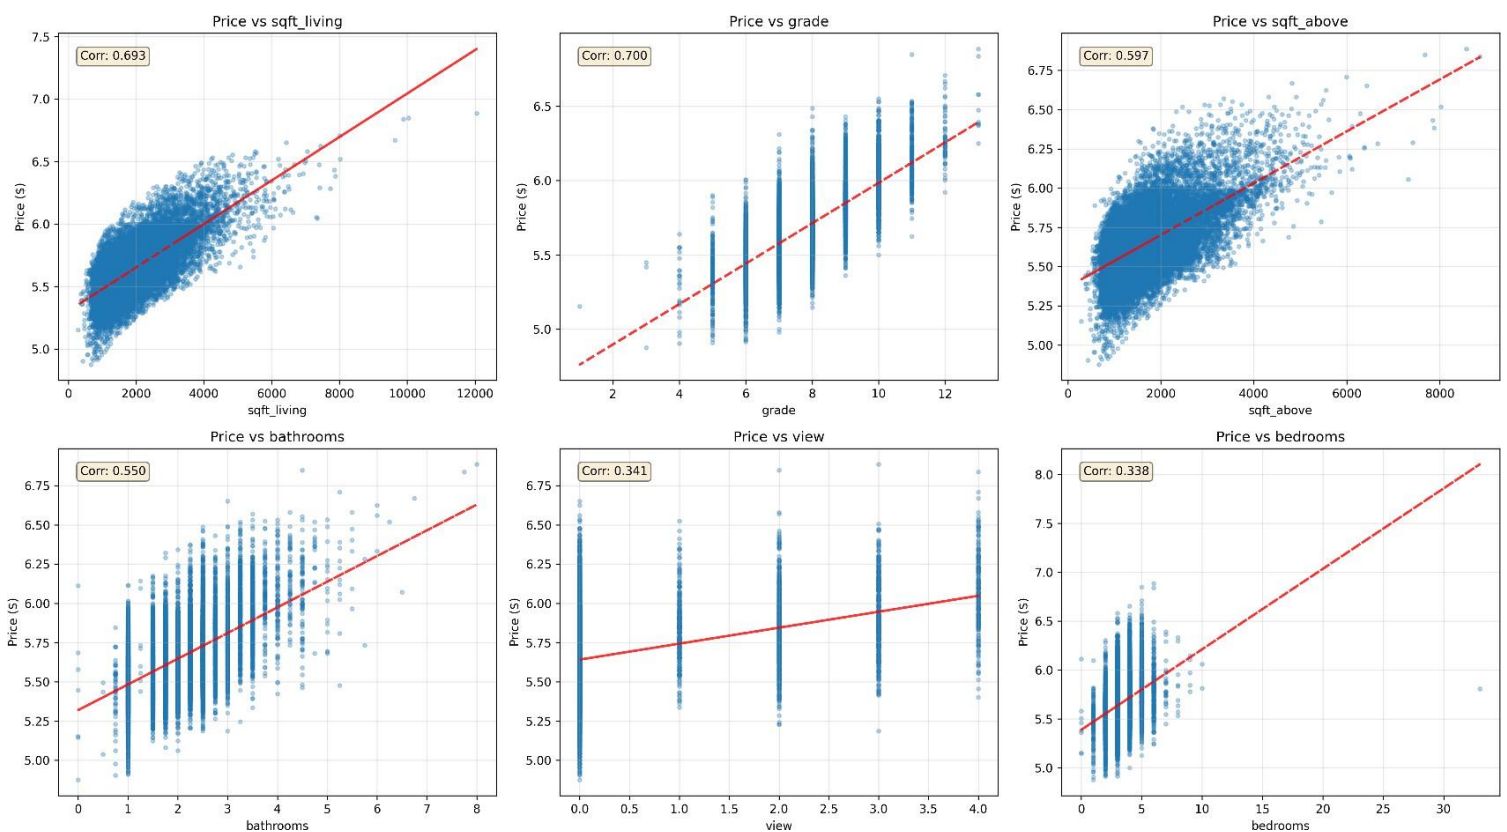 Price vs sqft_living
Corr: 0.693
Price ($)
7.5
7.0
6.5
6.0
5.5
5.0
0 2000 4000 6000 8000 10000 12000
sqft_living
Price vs grade
Corr: 0.700
Price ($)
6.5
6.0
5.5
5.0
2 4 6 8 10 12
grade
Price vs sqft_above
Corr: 0.597
Price ($)
6.75
6.50
6.25
6.00
5.75
5.50
5.25
5.00
0 2000 4000 6000 8000
sqft_above
Price vs bathrooms
Corr: 0.550
Price ($)
6.75
6.50
6.25
6.00
5.75
5.50
5.25
5.00
0 1 2 3 4 5 6 7 8
bathrooms
Price vs view
Corr: 0.341
Price ($)
6.75
6.50
6.25
6.00
5.75
5.50
5.25
5.00
0.0 0.5 1.0 1.5 2.0 2.5 3.0 3.5 4.0
view
Price vs bedrooms
Corr: 0.338
Price ($)
8.0
7.5
7.0
6.5
6.0
5.5
5.0
0 5 10 15 20 25 30
bedrooms